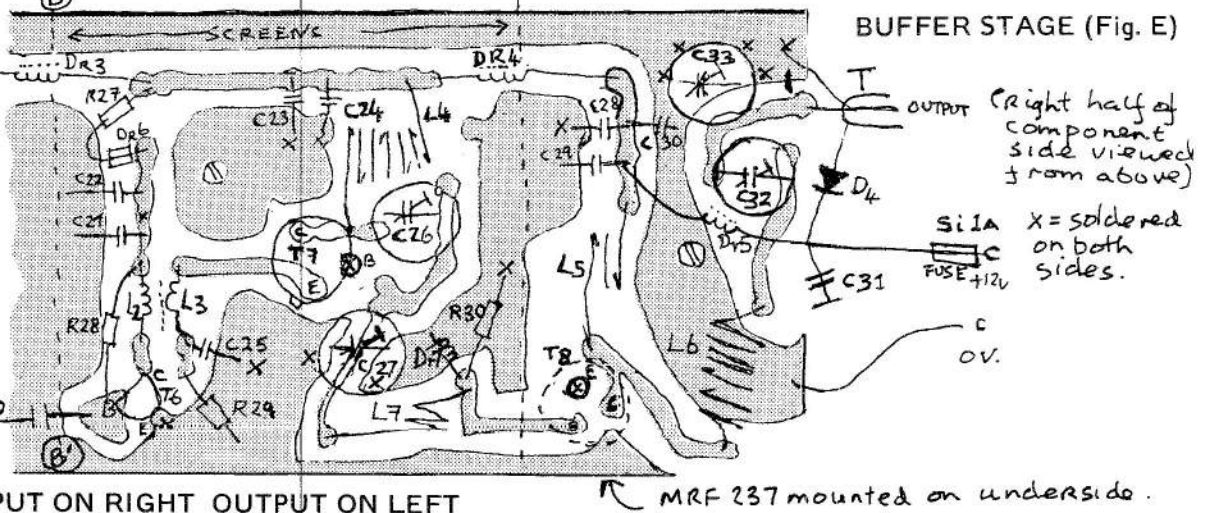 BUFFER STAGE (Fig. E)
SCREENS
DR3
DR4
C33
T
R27
C23
C24
L4
C28
OUTPUT
(Right half of
component
side viewed
from above)
DR6
X
C30
C22
C29
C32
D4
C21
C26
Dr5
Si1A
X = soldered
on both
sides.
C
T7
B
E
L5
C
FUSE
+12v
C31
L2
L3
R28
R30
C25
X
C27
X
Dr
T8
E
L6
C
0V.
C
T6
B
E
R29
L7
C
B
B'
PUT ON RIGHT OUTPUT ON LEFT
MRF 237 mounted on underside.